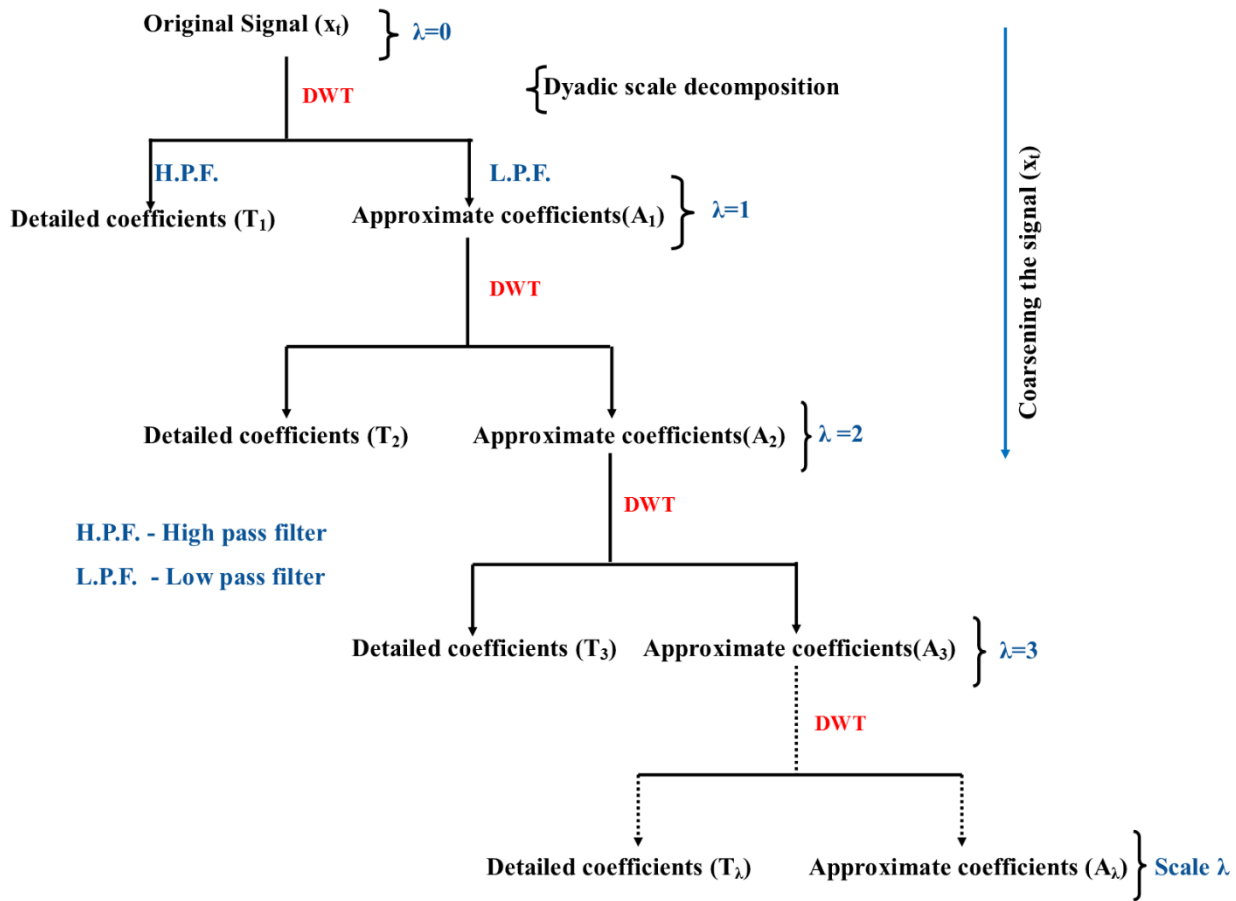 Original Signal (xₜ)
λ=0
DWT
Dyadic scale decomposition
H.P.F.
L.P.F.
Detailed coefficients (T₁)
Approximate coefficients(A₁)
λ=1
DWT
Coarsening the signal (xₜ)
Detailed coefficients (T₂)
Approximate coefficients(A₂)
λ =2
DWT
H.P.F. - High pass filter
L.P.F. - Low pass filter
Detailed coefficients (T₃)
Approximate coefficients(A₃)
λ=3
DWT
Detailed coefficients (T_λ)
Approximate coefficients (A_λ)
Scale λ